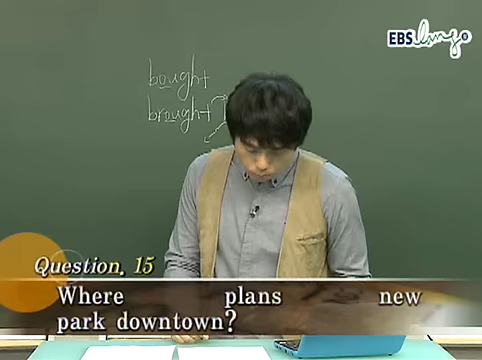 EBSlang
bought
brought
Question, 15
Where plans new
park downtown?